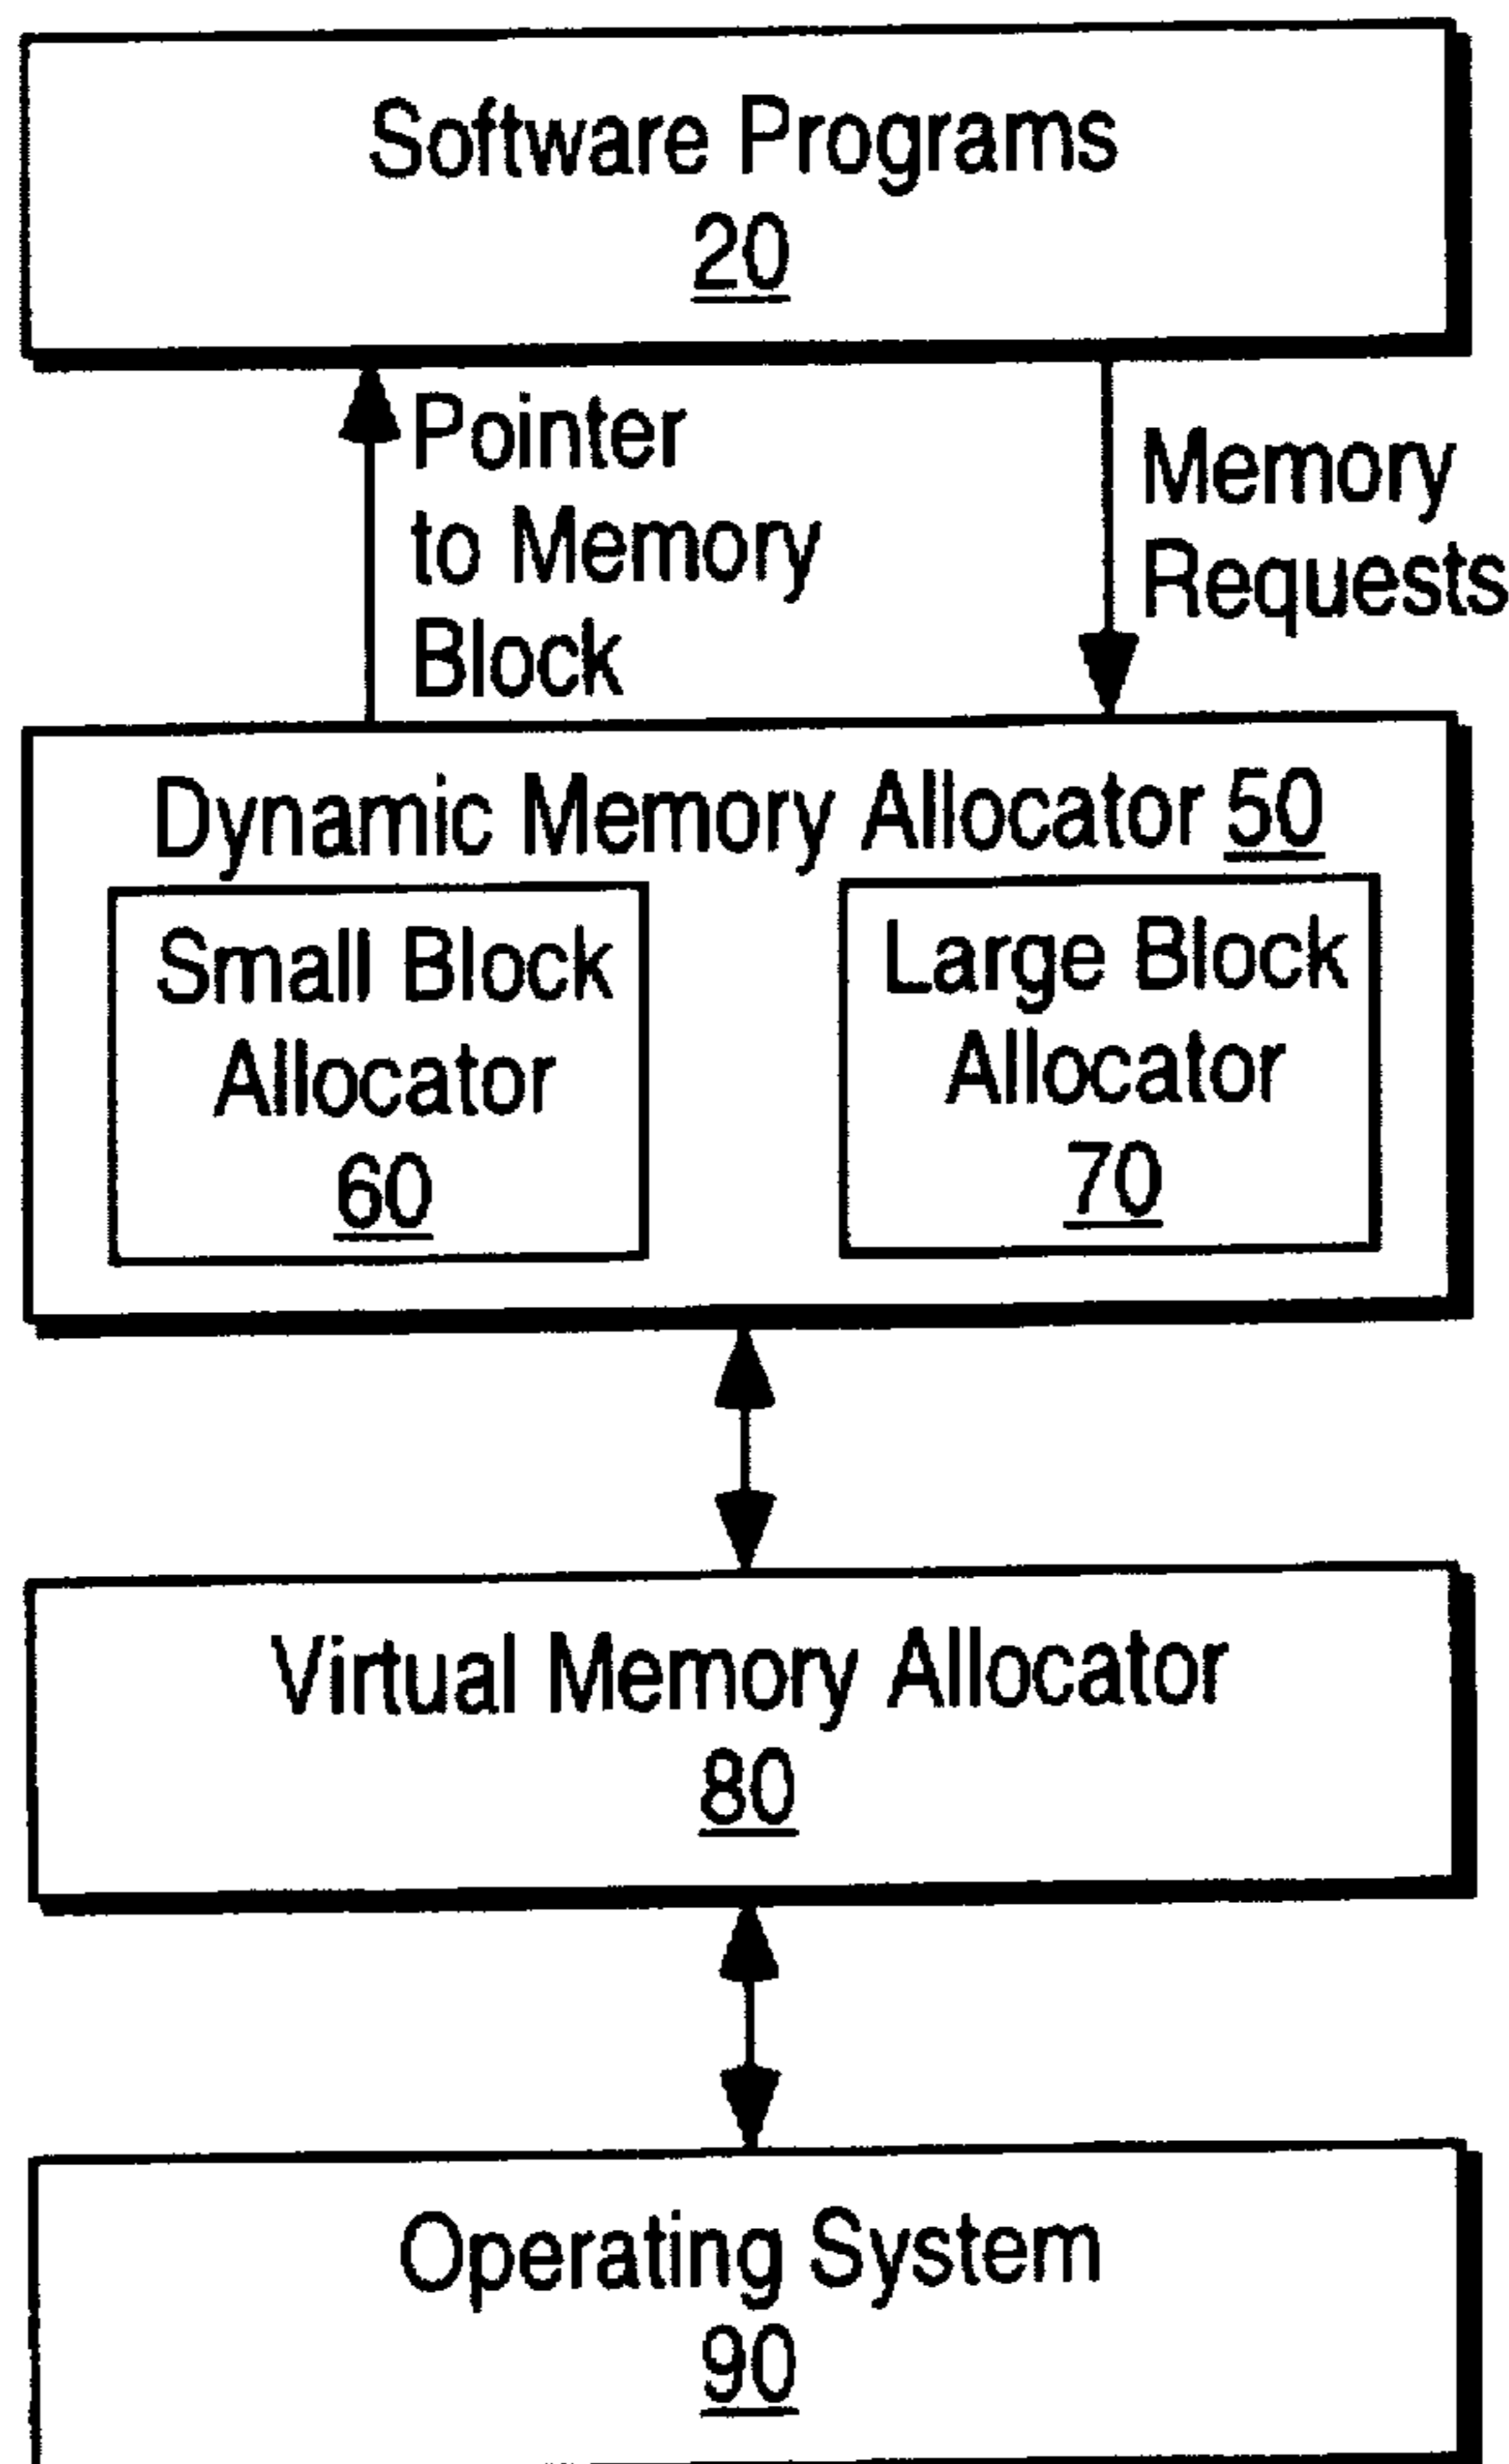 Software Programs
20
Pointer
to Memory
Block
Memory
Requests
Dynamic Memory Allocator 50
Small Block
Allocator
60
Large Block
Allocator
70
Virtual Memory Allocator
80
Operating System
90